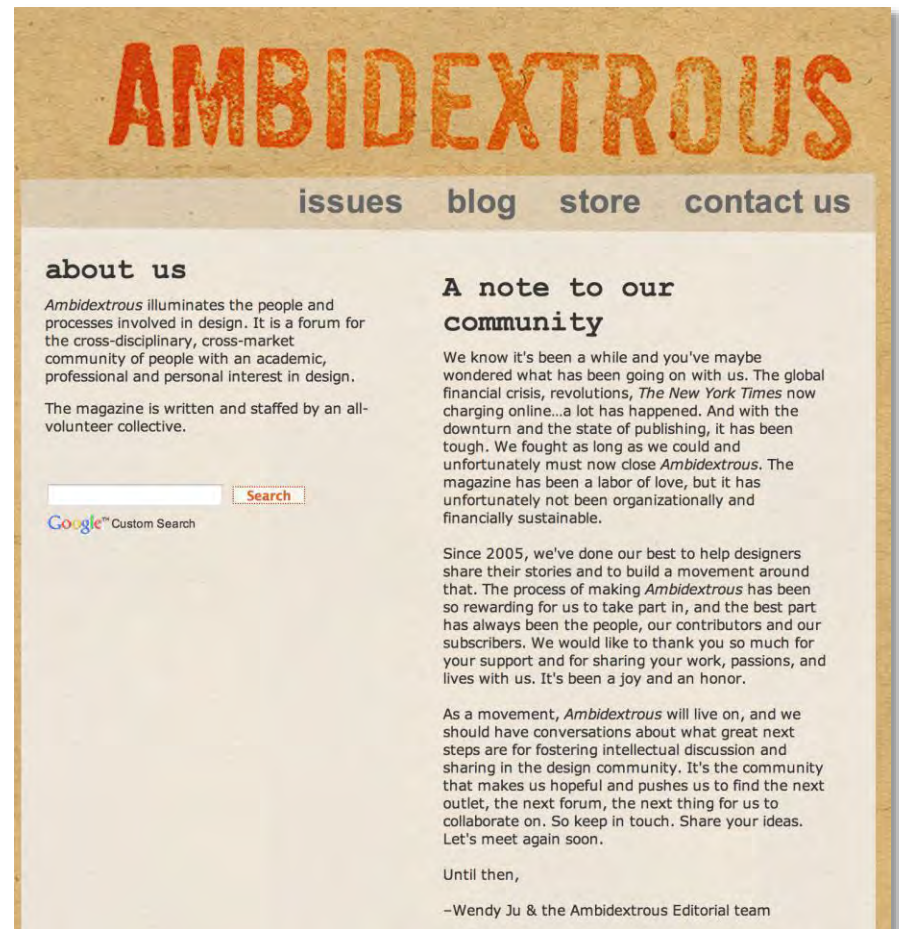 AMBIDEXTROUS
issues blog store contact us
about us
Ambidextrous illuminates the people and
processes involved in design. It is a forum for
the cross-disciplinary, cross-market
community of people with an academic,
professional and personal interest in design.
The magazine is written and staffed by an all-
volunteer collective.
Search
Google™ Custom Search
A note to our
community
We know it's been a while and you've maybe
wondered what has been going on with us. The global
financial crisis, revolutions, The New York Times now
charging online...a lot has happened. And with the
downturn and the state of publishing, it has been
tough. We fought as long as we could and
unfortunately must now close Ambidextrous. The
magazine has been a labor of love, but it has
unfortunately not been organizationally and
financially sustainable.
Since 2005, we've done our best to help designers
share their stories and to build a movement around
that. The process of making Ambidextrous has been
so rewarding for us to take part in, and the best part
has always been the people, our contributors and our
subscribers. We would like to thank you so much for
your support and for sharing your work, passions, and
lives with us. It's been a joy and an honor.
As a movement, Ambidextrous will live on, and we
should have conversations about what great next
steps are for fostering intellectual discussion and
sharing in the design community. It's the community
that makes us hopeful and pushes us to find the next
outlet, the next forum, the next thing for us to
collaborate on. So keep in touch. Share your ideas.
Let's meet again soon.
Until then,
–Wendy Ju & the Ambidextrous Editorial team